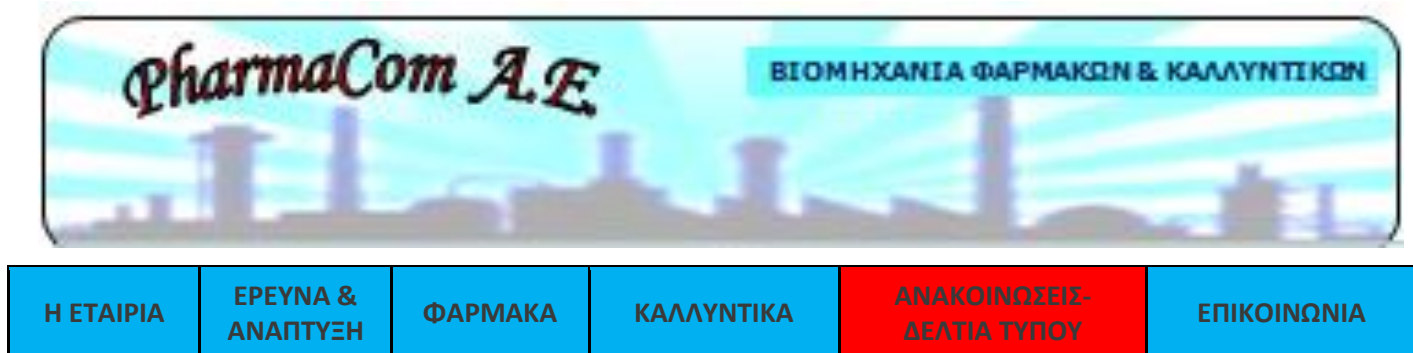 PharmaCom A.E.
ΒΙΟΜΗΧΑΝΙΑ ΦΑΡΜΑΚΩΝ & ΚΑΛΛΥΝΤΙΚΩΝ
Η ΕΤΑΙΡΙΑ
ΕΡΕΥΝΑ &
ΑΝΑΠΤΥΞΗ
ΦΑΡΜΑΚΑ
ΚΑΛΛΥΝΤΙΚΑ
ΑΝΑΚΟΙΝΩΣΕΙΣ-
ΔΕΛΤΙΑ ΤΥΠΟΥ
ΕΠΙΚΟΙΝΩΝΙΑ